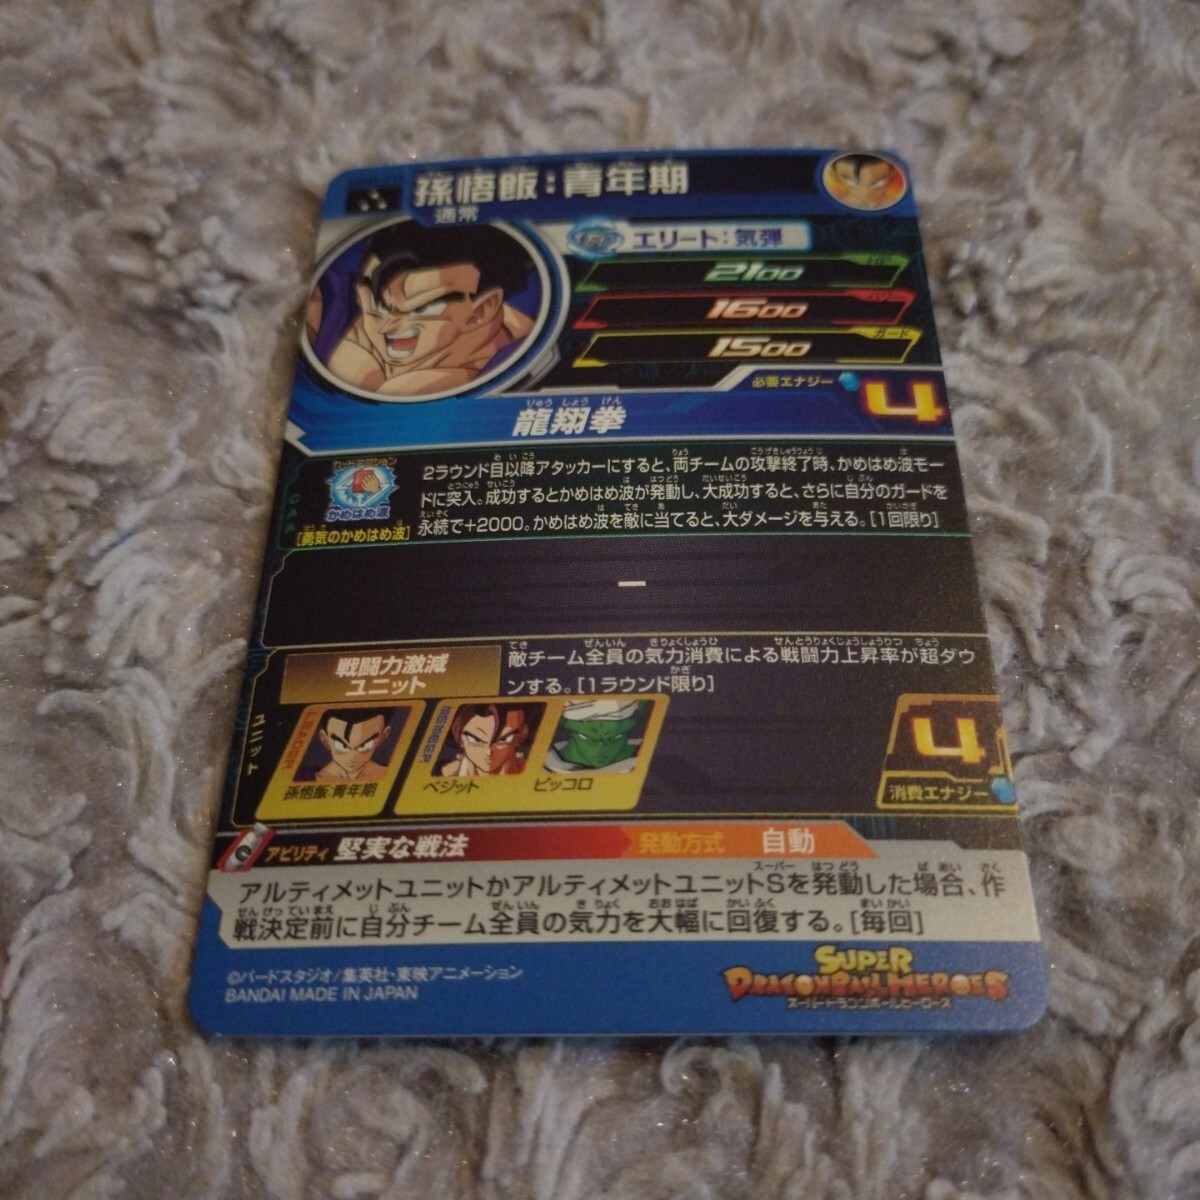 孫悟飯:青年期
通常
エリート:気弾
HP
2100
1600
ガード
1500
必要エナジー 4
りゅう しょう けん
龍翔拳
カードアクション
かめはめ波
[勇気のかめはめ波]
CAA
2ラウンド目以降アタッカーにすると、両チームの攻撃終了時、かめはめ波モー
ドに突入。成功するとかめはめ波が発動し、大成功すると、さらに自分のガードを
永続で+2000。かめはめ波を敵に当てると、大ダメージを与える。[1回限り]
ー
ユニット
戦闘力激減
ユニット
敵チーム全員の気力消費による戦闘力上昇率が超ダウ
ンする。[1ラウンド限り]
LEADER
孫悟飯:青年期
MEMBER
ベジット
ピッコロ
4
消費エナジー
アビリティ 堅実な戦法
発動方式 自動
アルティメットユニットかアルティメットユニットSを発動した場合、作
戦決定前に自分チーム全員の気力を大幅に回復する。[毎回]
©バードスタジオ/集英社・東映アニメーション
BANDAI MADE IN JAPAN
SUPER
DRAGONBALL HEROES
スーパードラゴンボールヒーローズ